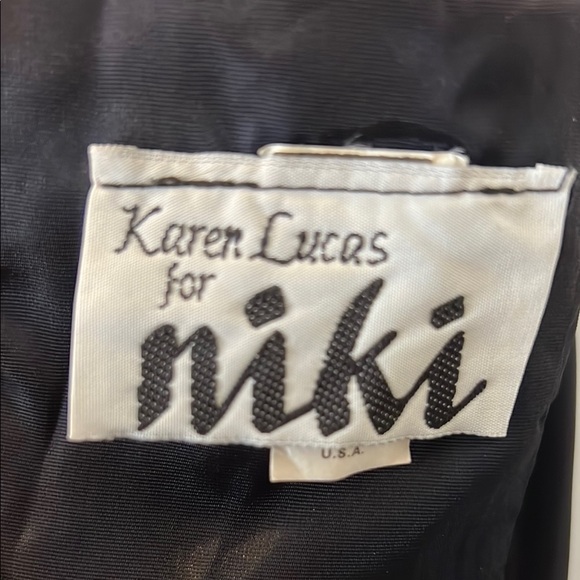 Karen Lucas
for
niki
U.S.A.